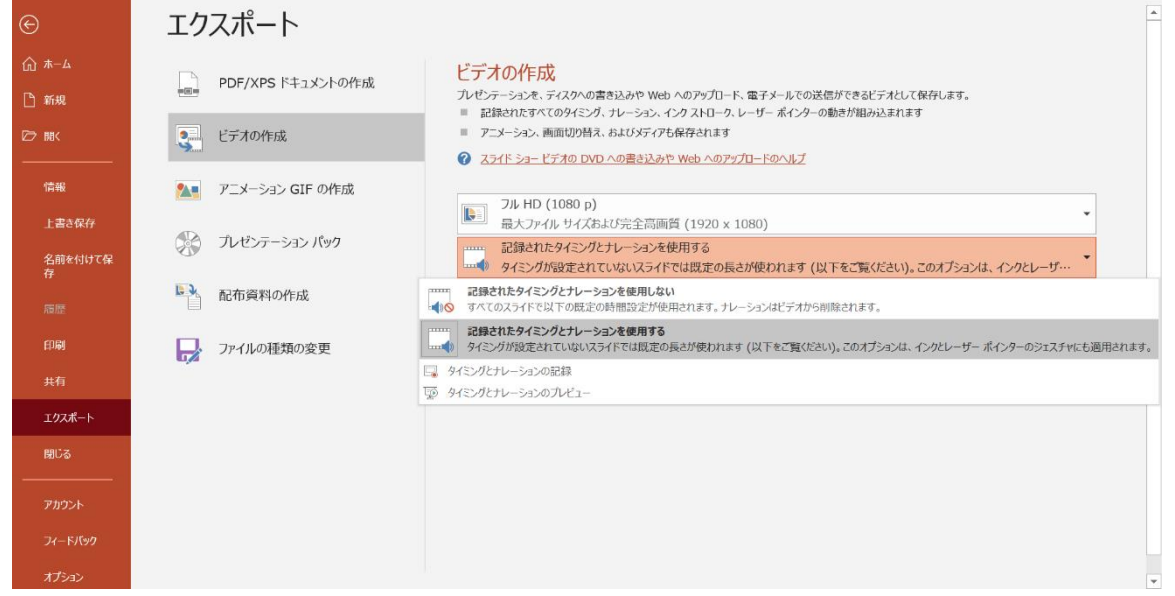 エクスポート
ホーム
新規
開く
情報
上書き保存
名前を付けて保
存
履歴
印刷
共有
エクスポート
閉じる
アカウント
フィードバック
オプション
PDF/XPS ドキュメントの作成
ビデオの作成
アニメーション GIF の作成
プレゼンテーション パック
配布資料の作成
ファイルの種類の変更
ビデオの作成
プレゼンテーションを、ディスクへの書き込みや Web へのアップロード、電子メールでの送信ができるビデオとして保存します。
記録されたすべてのタイミング、ナレーション、インク ストローク、レーザー ポインターの動きが組み込まれます
アニメーション、画面切り替え、およびメディアも保存されます
スライド ショー ビデオの DVD への書き込みや Web へのアップロードのヘルプ
フル HD (1080 p)
最大ファイル サイズおよび完全高画質 (1920 x 1080)
記録されたタイミングとナレーションを使用する
タイミングが設定されていないスライドでは既定の長さが使われます (以下をご覧ください)。このオプションは、インクとレーザ…
記録されたタイミングとナレーションを使用しない
すべてのスライドで以下の既定の時間設定が使用されます。ナレーションはビデオから削除されます。
記録されたタイミングとナレーションを使用する
タイミングが設定されていないスライドでは既定の長さが使われます (以下をご覧ください)。このオプションは、インクとレーザー ポインターのジェスチャにも適用されます。
タイミングとナレーションの記録
タイミングとナレーションのプレビュー